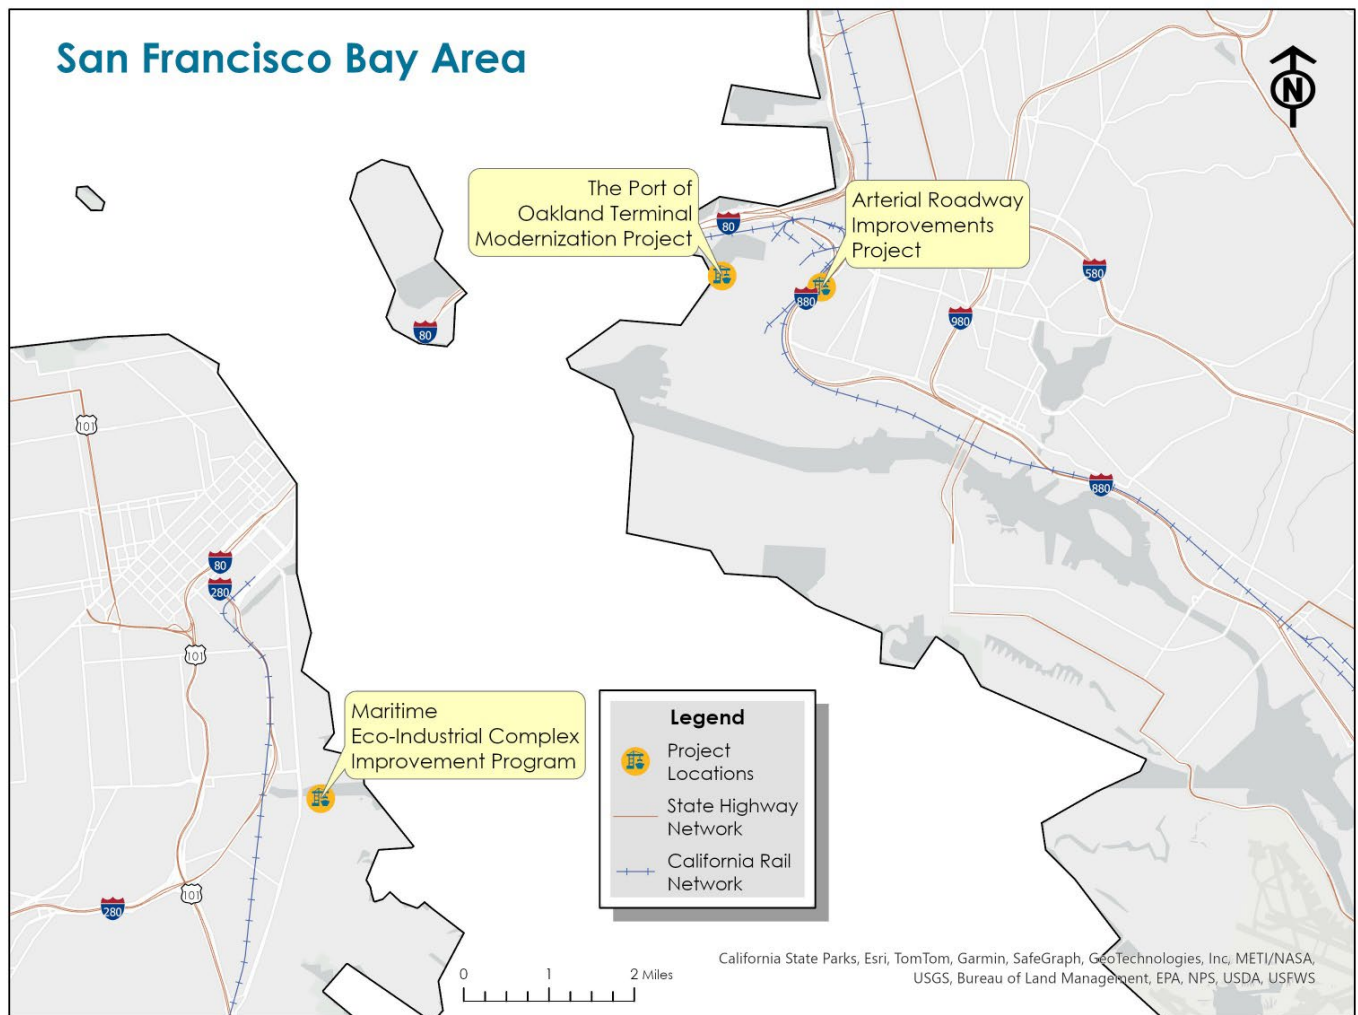 San Francisco Bay Area
N
The Port of
Oakland Terminal
Modernization Project
Arterial Roadway
Improvements
Project
80
580
880
980
80
101
880
80
280
101
Maritime
Eco-Industrial Complex
Improvement Program
Legend
Project
Locations
State Highway
Network
California Rail
Network
101
280
0 1 2 Miles
California State Parks, Esri, TomTom, Garmin, SafeGraph, GeoTechnologies, Inc, METI/NASA,
USGS, Bureau of Land Management, EPA, NPS, USDA, USFWS